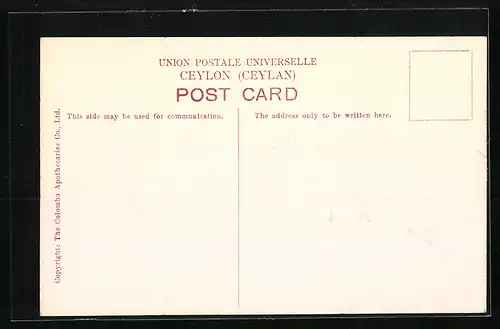 UNION POSTALE UNIVERSELLE
CEYLON (CEYLAN)
POST CARD
This side may be used for communication.
The address only to be written here.
Copyright: The Colombo Apothecaries Co., Ltd.